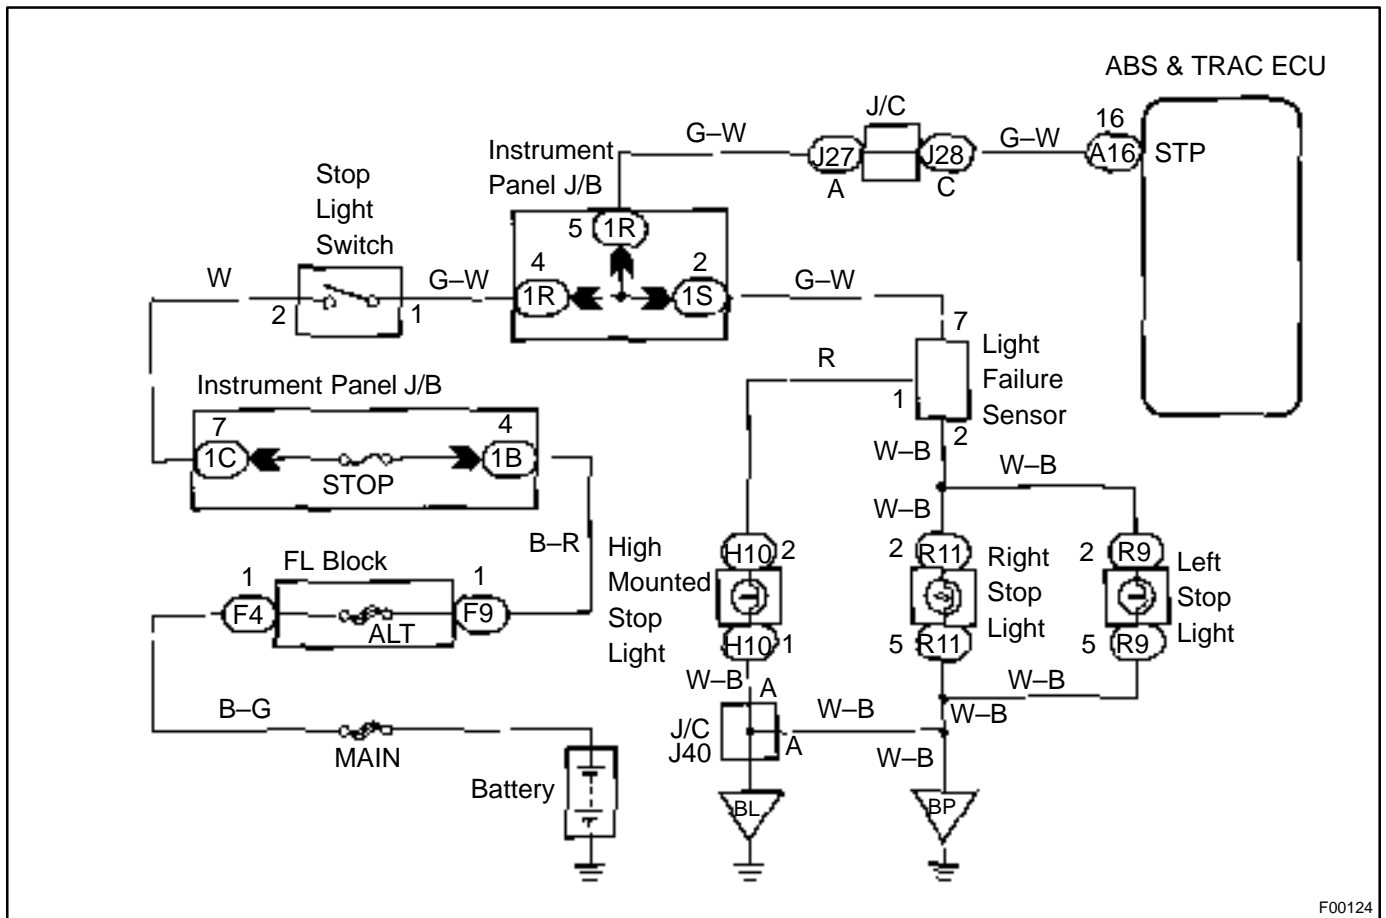 ABS & TRAC ECU
J/C
16
G–W
J27
J28
G–W
A16
STP
A
C
Instrument
Panel J/B
Stop
Light
Switch
5
1R
W
2
1
G–W
4
1R
2
1S
G–W
7
Light
Failure
Sensor
R
1
2
Instrument Panel J/B
7
1C
4
1B
STOP
W–B
W–B
W–B
B–R
FL Block
1
F4
1
F9
ALT
High
Mounted
Stop
Light
H10
2
H10
1
2
R11
5
R11
Right
Stop
Light
2
R9
5
R9
Left
Stop
Light
W–B
A
W–B
W–B
W–B
J/C
J40
A
W–B
B–G
MAIN
Battery
BL
BP
F00124